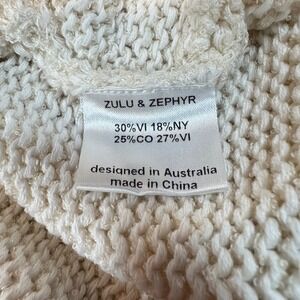 ZULU & ZEPHYR
30%VI 18%NY
25%CO 27%VI
designed in Australia
made in China